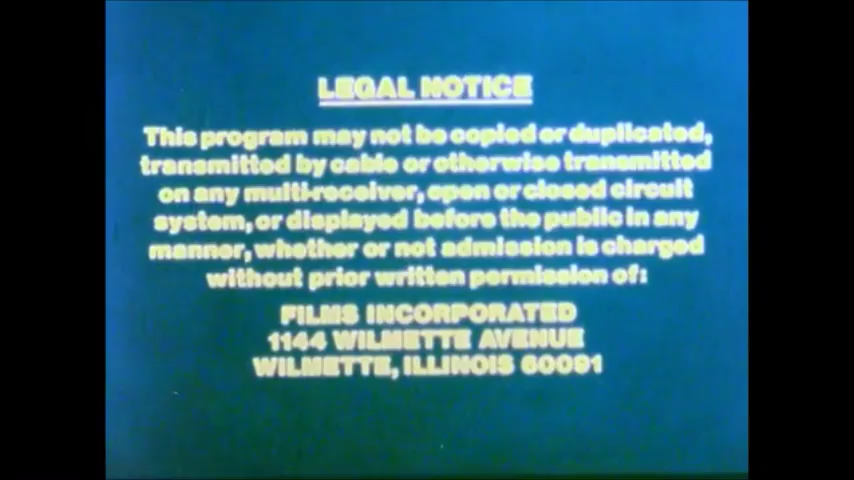 LEGAL NOTICE
This program may not be copied or duplicated,
transmitted by cable or otherwise transmitted
on any multi-receiver, open or closed circuit
system, or displayed before the public in any
manner, whether or not admission is charged
without prior written permission of:
FILMS INCORPORATED
1144 WILMETTE AVENUE
WILMETTE, ILLINOIS 60091